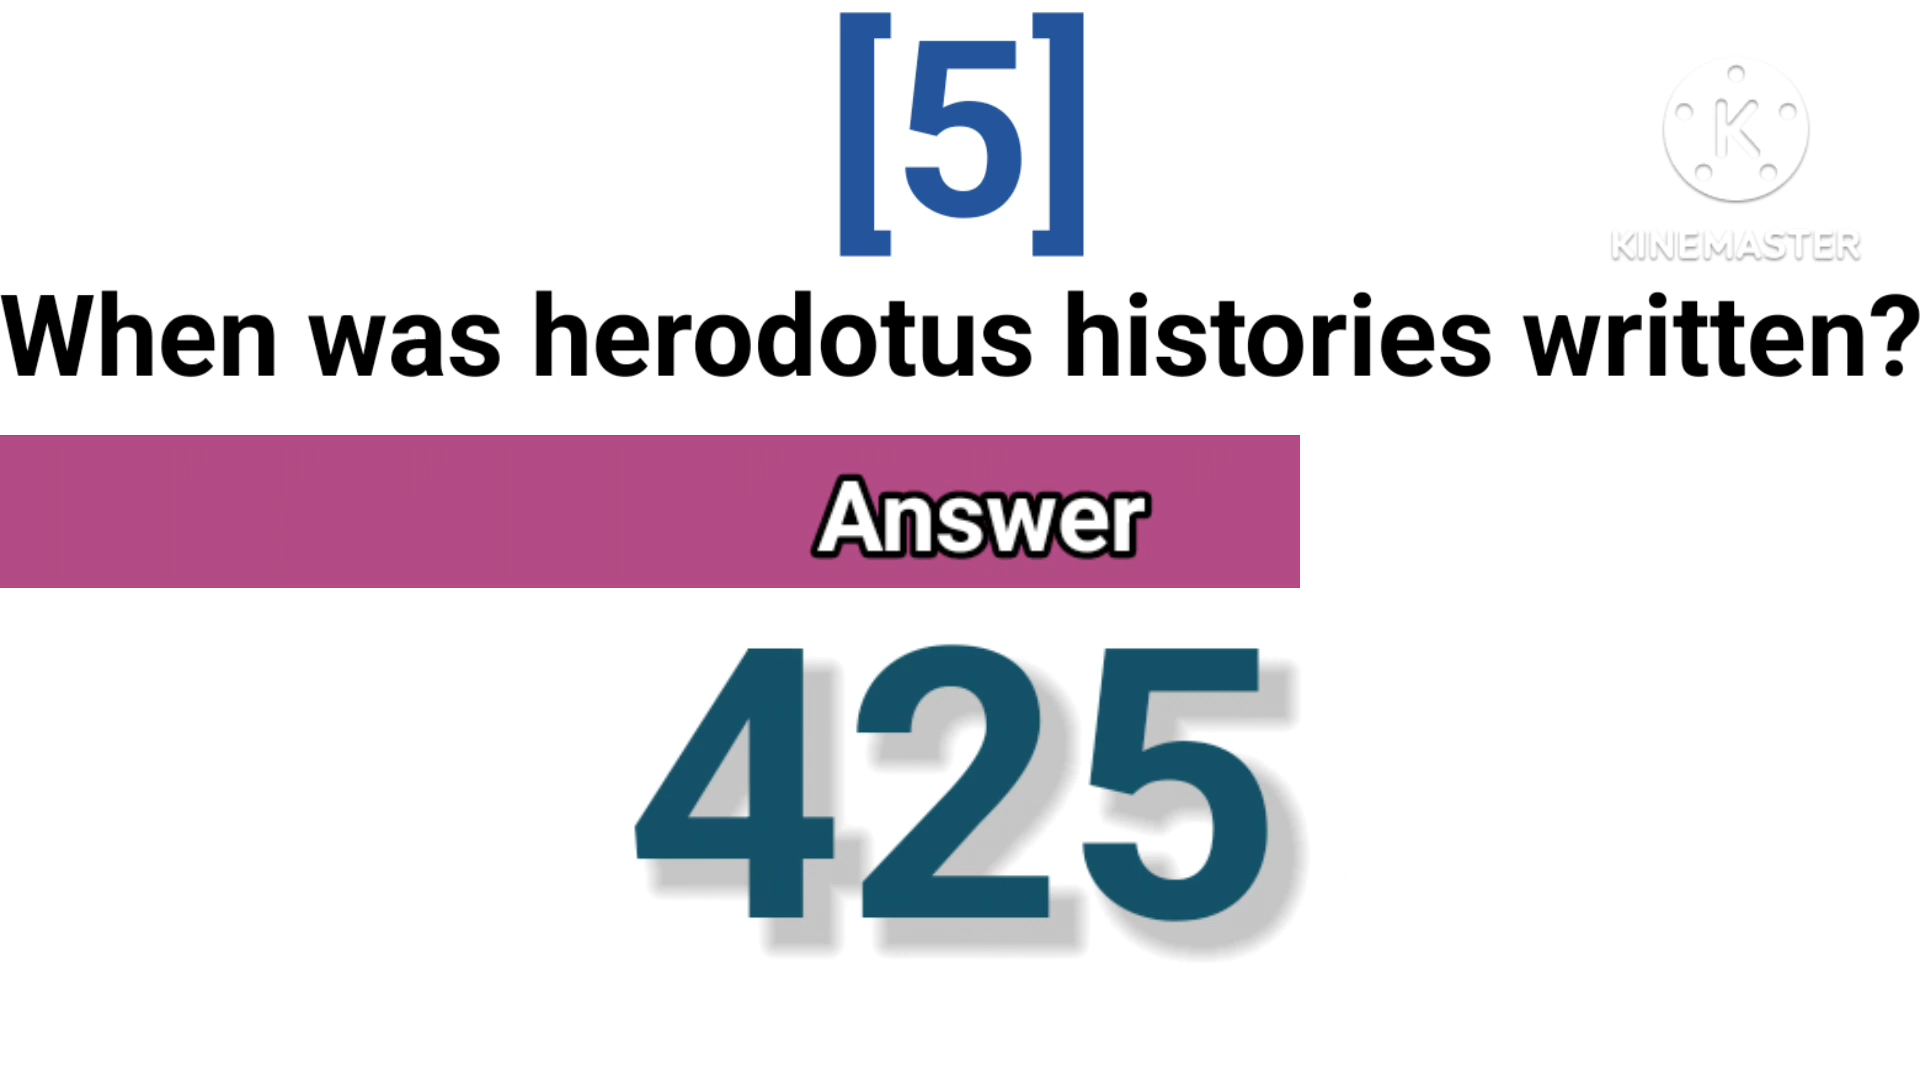 [5]
K
KINEMASTER
When was herodotus histories written?
Answer
425